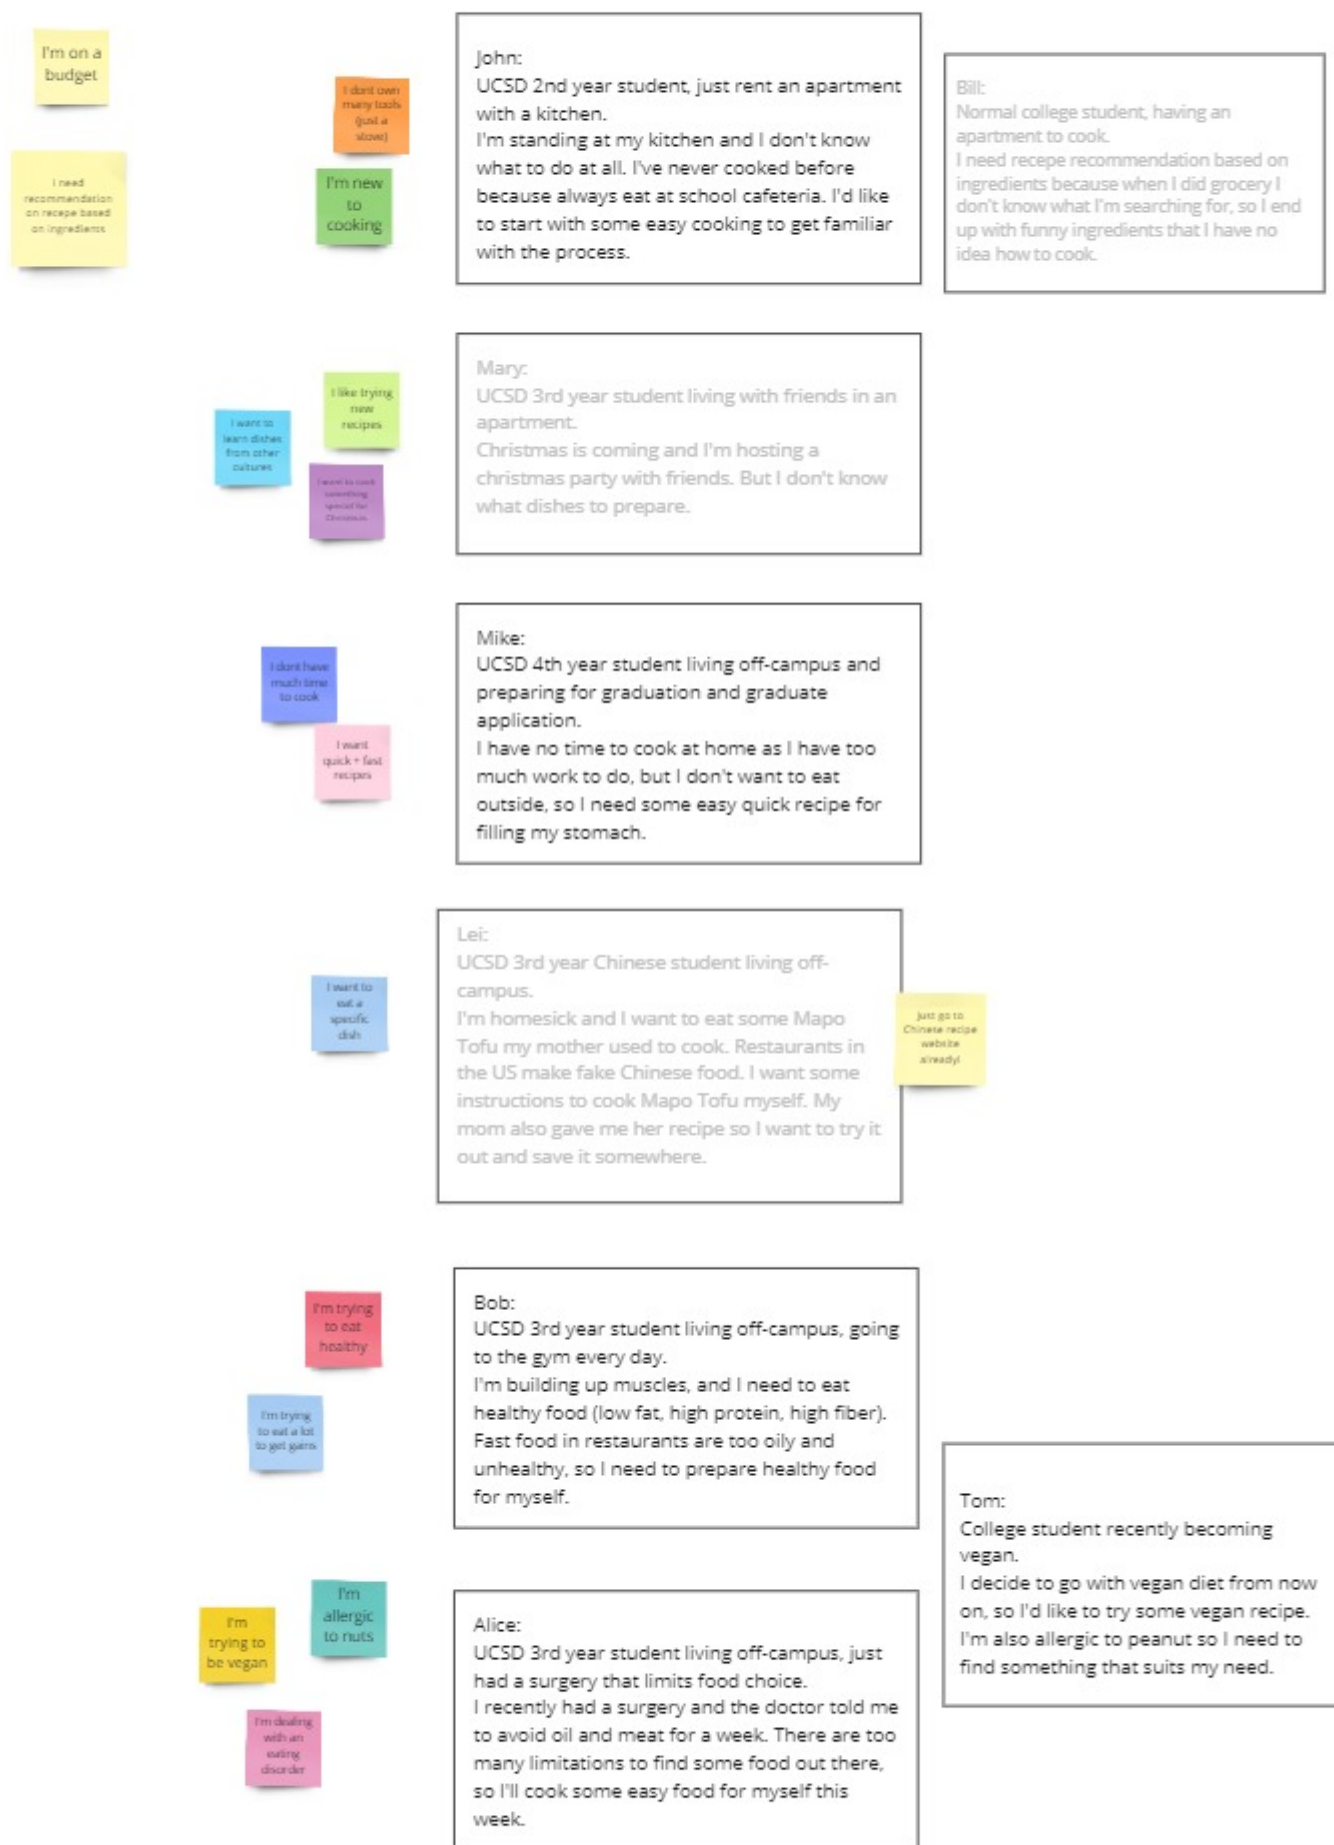 I'm on a
budget
I need
recommendation
on recepe based
on ingredients
I dont own
many tools
(just a
stove)
I'm new
to
cooking
John:
UCSD 2nd year student, just rent an apartment
with a kitchen.
I'm standing at my kitchen and I don't know
what to do at all. I've never cooked before
because always eat at school cafeteria. I'd like
to start with some easy cooking to get familiar
with the process.
Bill:
Normal college student, having an
apartment to cook.
I need recepe recommendation based on
ingredients because when I did grocery I
don't know what I'm searching for, so I end
up with funny ingredients that I have no
idea how to cook.
I like trying
new
recipes
I want to
learn dishes
from other
cultures
I want to cook
something
special for
Christmas
Mary:
UCSD 3rd year student living with friends in an
apartment.
Christmas is coming and I'm hosting a
christmas party with friends. But I don't know
what dishes to prepare.
I dont have
much time
to cook
I want
quick + fast
recipes
Mike:
UCSD 4th year student living off-campus and
preparing for graduation and graduate
application.
I have no time to cook at home as I have too
much work to do, but I don't want to eat
outside, so I need some easy quick recipe for
filling my stomach.
I want to
eat a
specific
dish
Lei:
UCSD 3rd year Chinese student living off-
campus.
I'm homesick and I want to eat some Mapo
Tofu my mother used to cook. Restaurants in
the US make fake Chinese food. I want some
instructions to cook Mapo Tofu myself. My
mom also gave me her recipe so I want to try it
out and save it somewhere.
Just go to
Chinese recipe
website
already!
I'm trying
to eat
healthy
I'm trying
to eat a lot
to get gains
Bob:
UCSD 3rd year student living off-campus, going
to the gym every day.
I'm building up muscles, and I need to eat
healthy food (low fat, high protein, high fiber).
Fast food in restaurants are too oily and
unhealthy, so I need to prepare healthy food
for myself.
Tom:
College student recently becoming
vegan.
I decide to go with vegan diet from now
on, so I'd like to try some vegan recipe.
I'm also allergic to peanut so I need to
find something that suits my need.
I'm
allergic
to nuts
I'm
trying to
be vegan
I'm dealing
with an
eating
disorder
Alice:
UCSD 3rd year student living off-campus, just
had a surgery that limits food choice.
I recently had a surgery and the doctor told me
to avoid oil and meat for a week. There are too
many limitations to find some food out there,
so I'll cook some easy food for myself this
week.